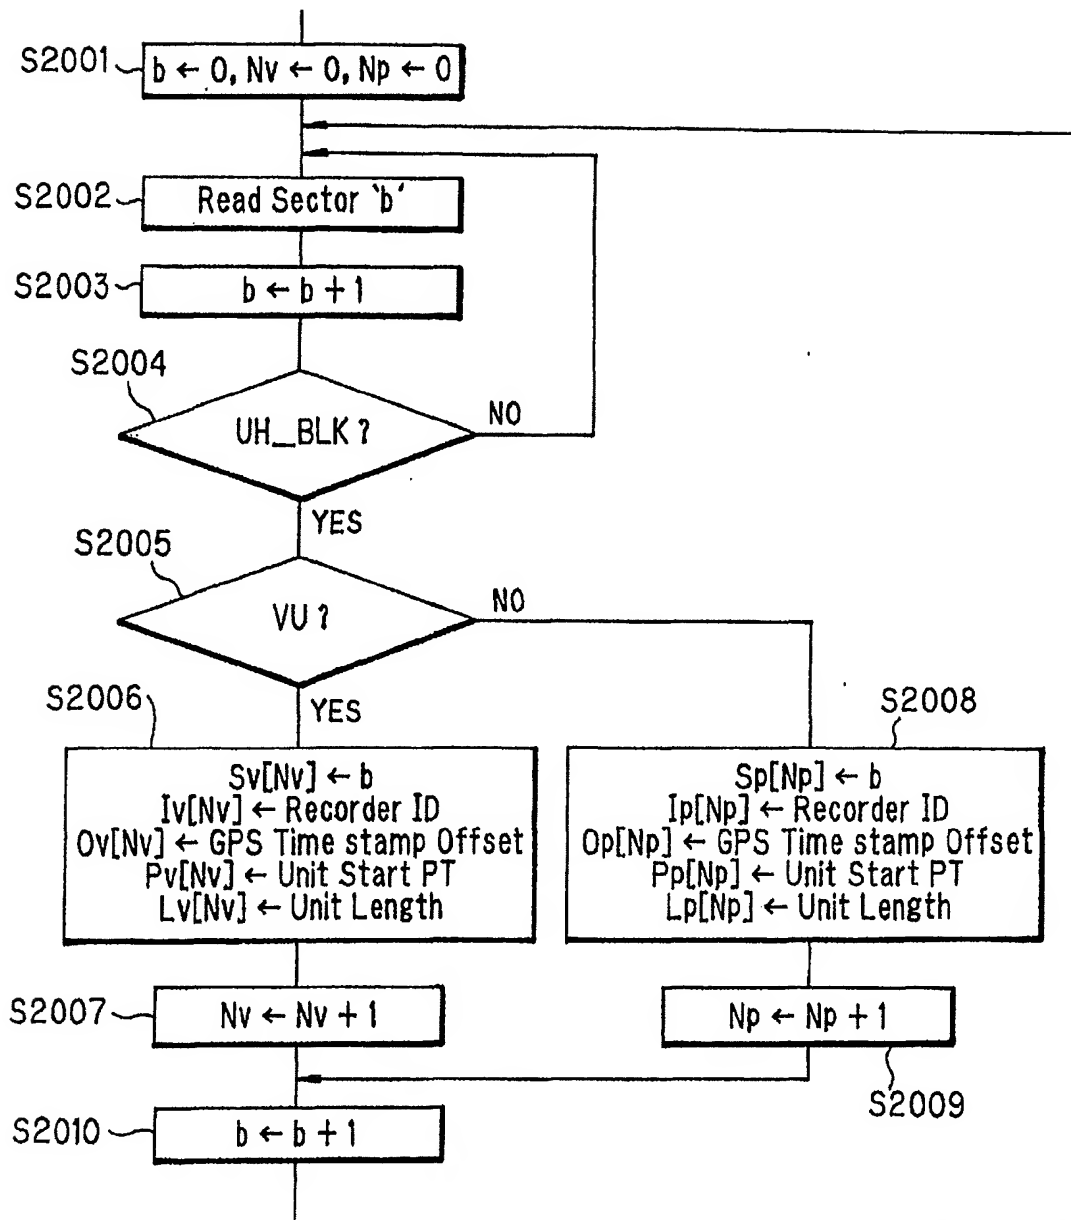 S2001
b ← 0, Nv ← 0, Np ← 0
S2002
Read Sector 'b'
S2003
b ← b + 1
S2004
UH_BLK ?
NO
YES
S2005
VU ?
NO
YES
S2006
Sv[Nv] ← b
Iv[Nv] ← Recorder ID
Ov[Nv] ← GPS Time stamp Offset
Pv[Nv] ← Unit Start PT
Lv[Nv] ← Unit Length
S2008
Sp[Np] ← b
Ip[Np] ← Recorder ID
Op[Np] ← GPS Time stamp Offset
Pp[Np] ← Unit Start PT
Lp[Np] ← Unit Length
S2007
Nv ← Nv + 1
Np ← Np + 1
S2009
S2010
b ← b + 1